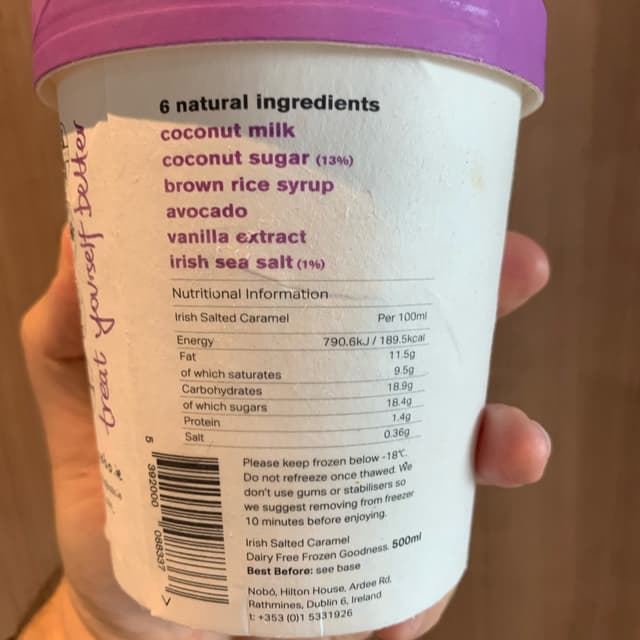 treat yourself better
6 natural ingredients
coconut milk
coconut sugar (13%)
brown rice syrup
avocado
vanilla extract
irish sea salt (1%)
Nutritional Information
Irish Salted Caramel Per 100ml
Energy 790.6kJ / 189.5kcal
Fat 11.5g
of which saturates 9.5g
Carbohydrates 18.9g
of which sugars 18.4g
Protein 1.4g
Salt 0.36g
Please keep frozen below -18℃.
Do not refreeze once thawed. We
don't use gums or stabilisers so
we suggest removing from freezer
10 minutes before enjoying.
Irish Salted Caramel
Dairy Free Frozen Goodness. 500ml
Best Before: see base
Nobó, Hilton House, Ardee Rd.
Rathmines, Dublin 6, Ireland
t: +353 (0)1 5331926
5 392000 088337 >